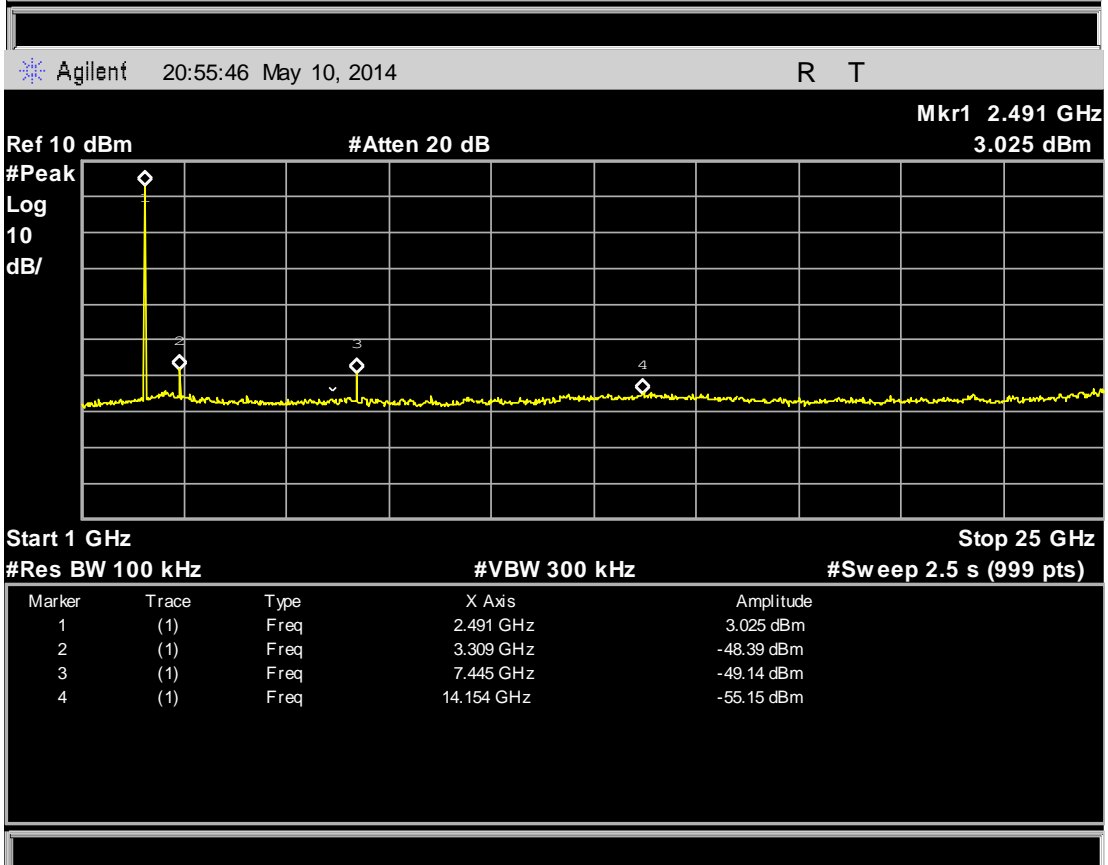 Agilent 20:55:46 May 10, 2014 R T
Mkr1 2.491 GHz
Ref 10 dBm #Atten 20 dB 3.025 dBm
#Peak
Log
10
dB/
1
2
3
4
Start 1 GHz Stop 25 GHz
#Res BW 100 kHz #VBW 300 kHz #Sweep 2.5 s (999 pts)
Marker Trace Type X Axis Amplitude
1 (1) Freq 2.491 GHz 3.025 dBm
2 (1) Freq 3.309 GHz -48.39 dBm
3 (1) Freq 7.445 GHz -49.14 dBm
4 (1) Freq 14.154 GHz -55.15 dBm